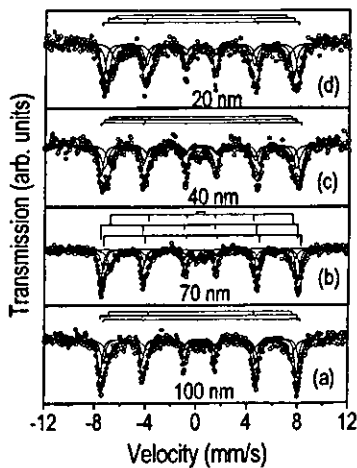 Transmission (arb. units)
(d)
20 nm
(c)
40 nm
(b)
70 nm
(a)
100 nm
-12 -8 -4 0 4 8 12
Velocity (mm/s)